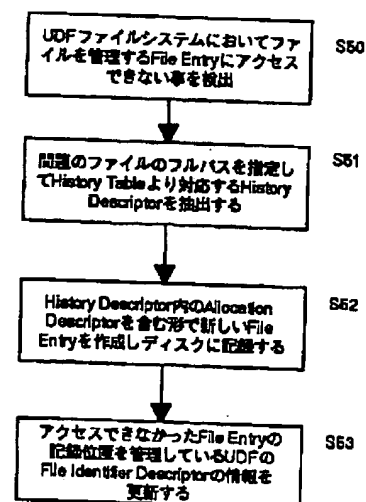 UDFファイルシステムにおいてファ
イルを管理するFile Entryにアクセス
できない事を検出
S50
問題のファイルのフルパスを指定し
てHistory Tableより対応するHistory
Descriptorを抽出する
S51
History Descriptor内のAllocation
Descriptorを含む形で新しいFile
Entryを作成しディスクに記録する
S52
アクセスできなかったFile Entryの
記録位置を管理しているUDFの
File Identifier Descriptorの情報を
更新する
S53